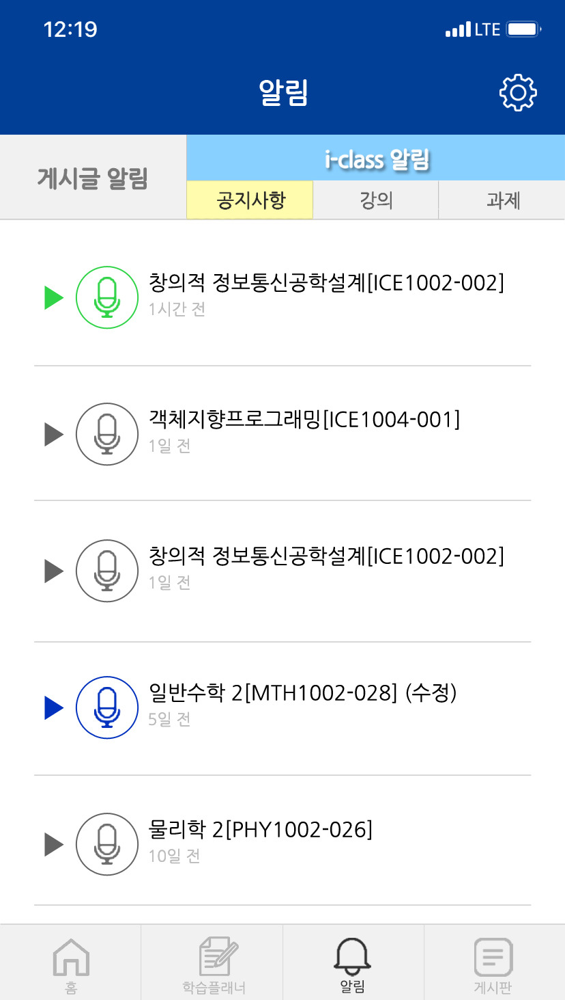 12:19
LTE
알림
게시글 알림
i-class 알림
공지사항
강의
과제
창의적 정보통신공학설계[ICE1002-002]
1시간 전
객체지향프로그래밍[ICE1004-001]
1일 전
창의적 정보통신공학설계[ICE1002-002]
1일 전
일반수학 2[MTH1002-028] (수정)
5일 전
물리학 2[PHY1002-026]
10일 전
홈
학습플래너
알림
게시판